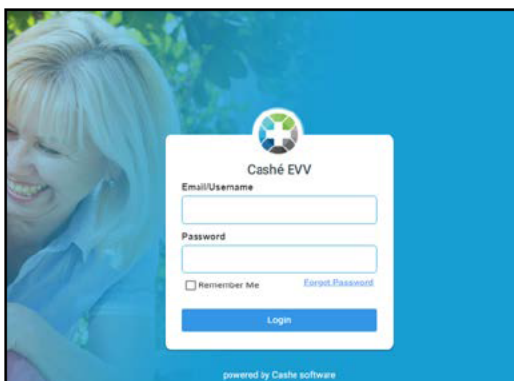 Cashé EVV
Email/Username
Password
Remember Me Forgot Password
Login
powered by Cashe software